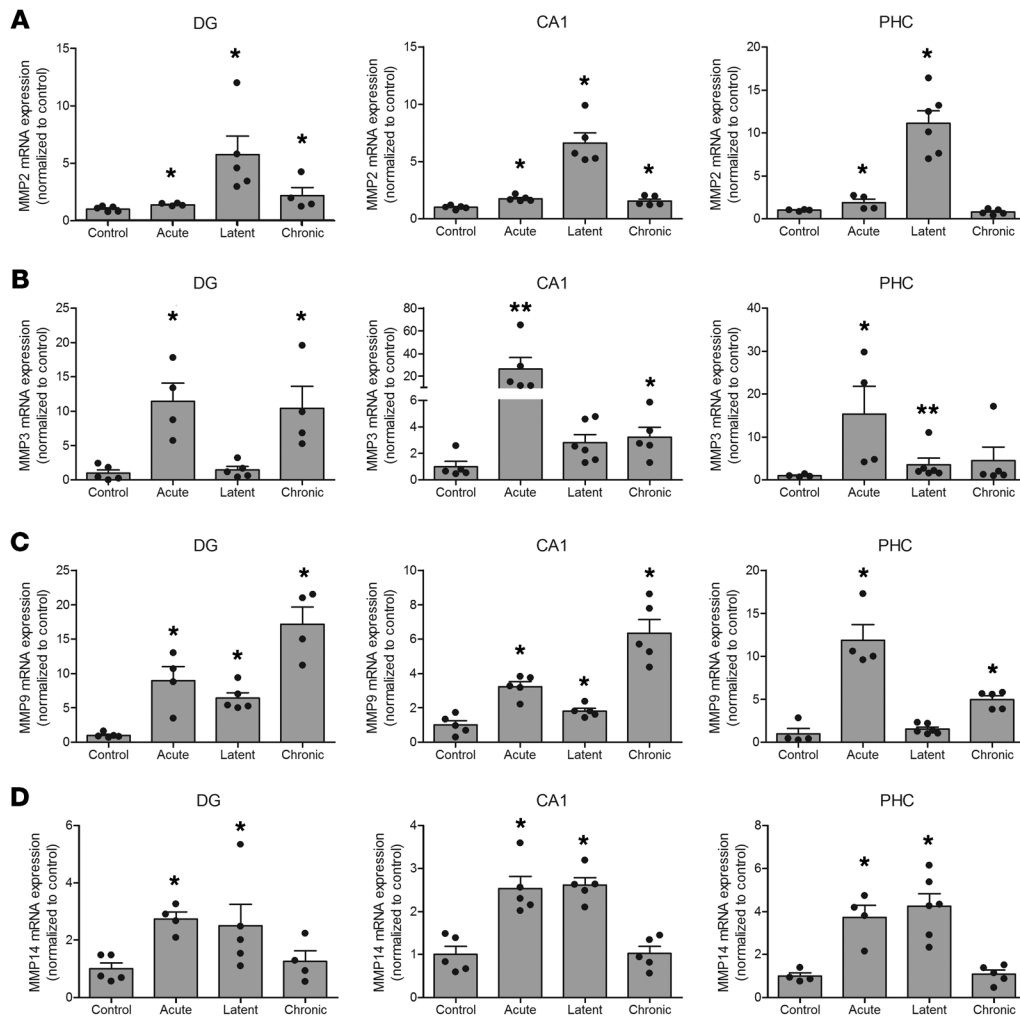 A
DG
MMP2 mRNA expression
(normalized to control)
15
10
5
0
*
*
*
Control Acute Latent Chronic
CA1
MMP2 mRNA expression
(normalized to control)
15
10
5
0
*
*
*
Control Acute Latent Chronic
PHC
MMP2 mRNA expression
(normalized to control)
20
15
10
5
0
*
*
Control Acute Latent Chronic
B
DG
MMP3 mRNA expression
(normalized to control)
25
20
15
10
5
0
*
*
Control Acute Latent Chronic
CA1
MMP3 mRNA expression
(normalized to control)
80
60
40
20
6
4
2
0
**
*
Control Acute Latent Chronic
PHC
MMP3 mRNA expression
(normalized to control)
40
30
20
10
0
*
**
Control Acute Latent Chronic
C
DG
MMP9 mRNA expression
(normalized to control)
25
20
15
10
5
0
*
*
*
Control Acute Latent Chronic
CA1
MMP9 mRNA expression
(normalized to control)
10
8
6
4
2
0
*
*
*
Control Acute Latent Chronic
PHC
MMP9 mRNA expression
(normalized to control)
20
15
10
5
0
*
*
Control Acute Latent Chronic
D
DG
MMP14 mRNA expression
(normalized to control)
6
4
2
0
*
*
Control Acute Latent Chronic
CA1
MMP14 mRNA expression
(normalized to control)
4
3
2
1
0
*
*
Control Acute Latent Chronic
PHC
MMP14 mRNA expression
(normalized to control)
8
6
4
2
0
*
*
Control Acute Latent Chronic